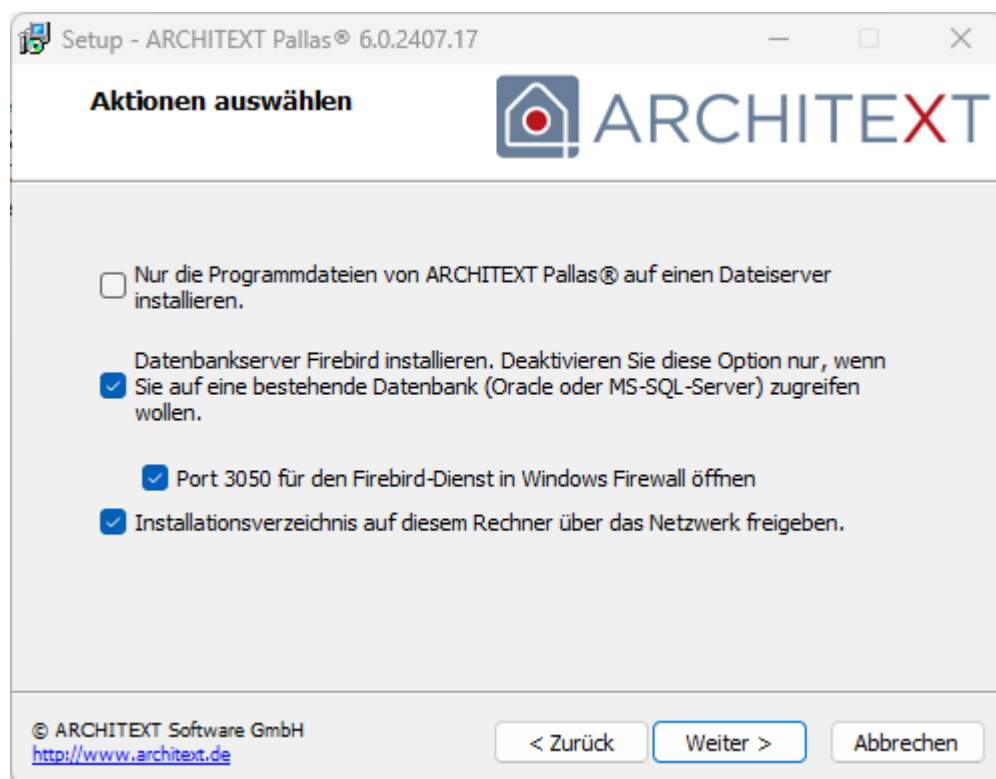 Setup - ARCHITEXT Pallas® 6.0.2407.17
Aktionen auswählen
ARCHITEXT
Nur die Programmdateien von ARCHITEXT Pallas® auf einen Dateiserver
installieren.
Datenbankserver Firebird installieren. Deaktivieren Sie diese Option nur, wenn
Sie auf eine bestehende Datenbank (Oracle oder MS-SQL-Server) zugreifen
wollen.
Port 3050 für den Firebird-Dienst in Windows Firewall öffnen
Installationsverzeichnis auf diesem Rechner über das Netzwerk freigeben.
© ARCHITEXT Software GmbH
http://www.architext.de
< Zurück
Weiter >
Abbrechen